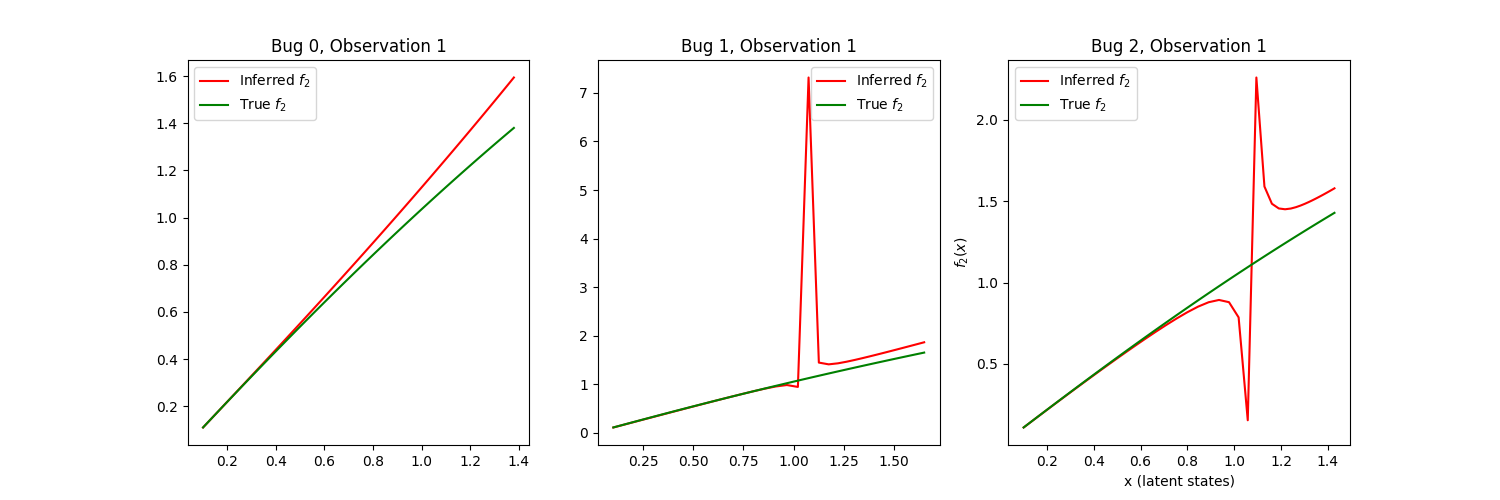 Bug 0, Observation 1
Inferred f₂
True f₂
1.6
1.4
1.2
1.0
0.8
0.6
0.4
0.2
0.2 0.4 0.6 0.8 1.0 1.2 1.4
Bug 1, Observation 1
Inferred f₂
True f₂
7
6
5
4
3
2
1
0
0.25 0.50 0.75 1.00 1.25 1.50
Bug 2, Observation 1
Inferred f₂
True f₂
f₂(x)
2.0
1.5
1.0
0.5
0.2 0.4 0.6 0.8 1.0 1.2 1.4
x (latent states)